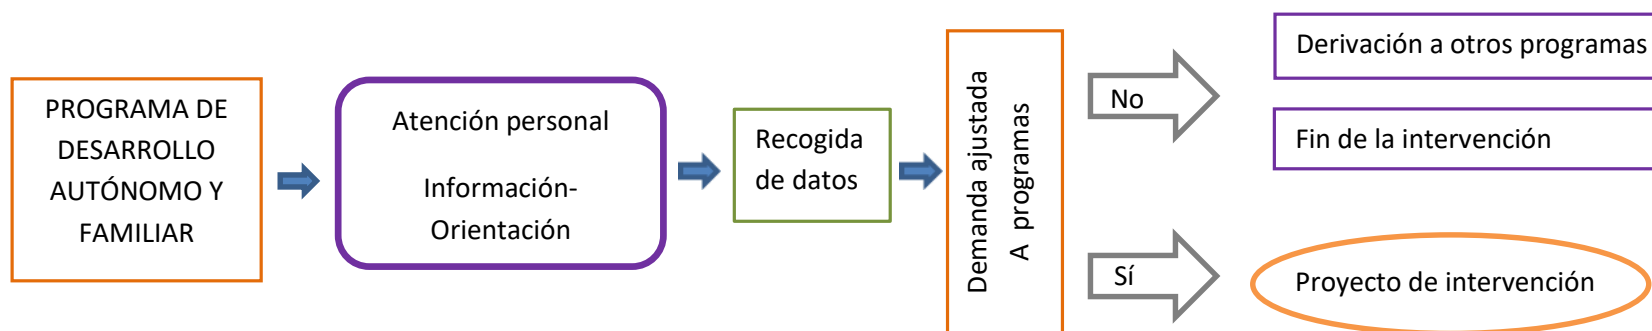 PROGRAMA DE
DESARROLLO
AUTÓNOMO Y
FAMILIAR
Atención personal
Información-
Orientación
Recogida
de datos
Demanda ajustada
A programas
No
Derivación a otros programas
Fin de la intervención
Sí
Proyecto de intervención